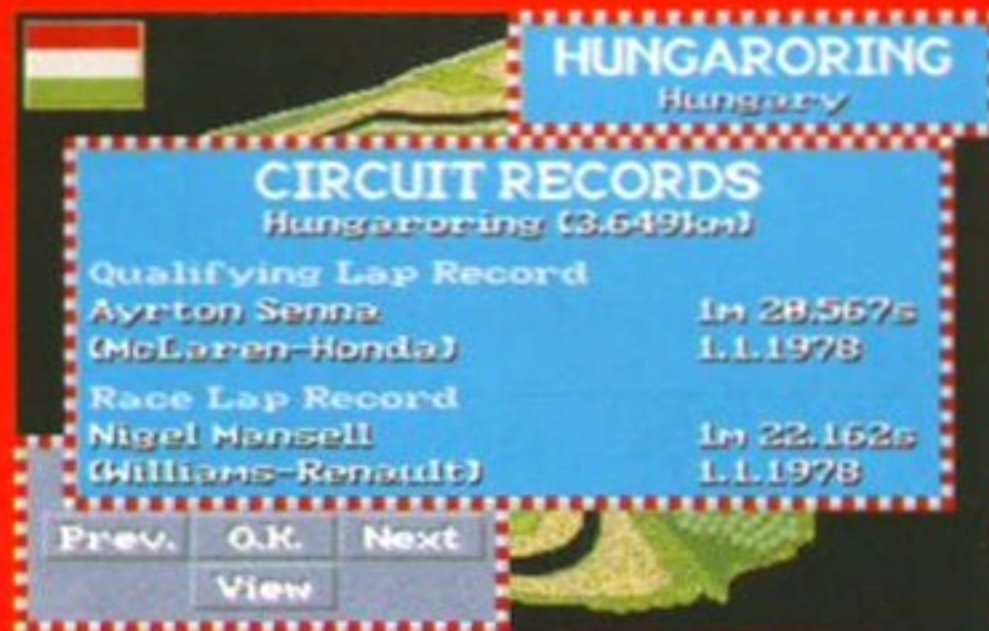 HUNGARORING
Hungary
CIRCUIT RECORDS
Hungaroring (3.649km)
Qualifying Lap Record
Ayrton Senna 1m 20.567s
(McLaren-Honda) 1.1.1978
Race Lap Record
Nigel Mansell 1m 22.162s
(Williams-Renault) 1.1.1978
Prev. O.K. Next
View